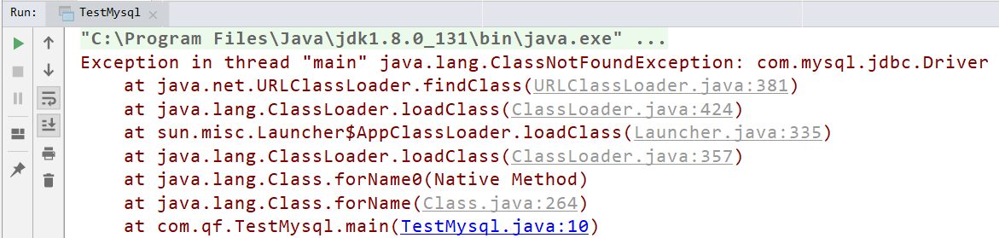 Run: TestMysql
"C:\Program Files\Java\jdk1.8.0_131\bin\java.exe" ...
Exception in thread "main" java.lang.ClassNotFoundException: com.mysql.jdbc.Driver
at java.net.URLClassLoader.findClass(URLClassLoader.java:381)
at java.lang.ClassLoader.loadClass(ClassLoader.java:424)
at sun.misc.Launcher$AppClassLoader.loadClass(Launcher.java:335)
at java.lang.ClassLoader.loadClass(ClassLoader.java:357)
at java.lang.Class.forName0(Native Method)
at java.lang.Class.forName(Class.java:264)
at com.qf.TestMysql.main(TestMysql.java:10)